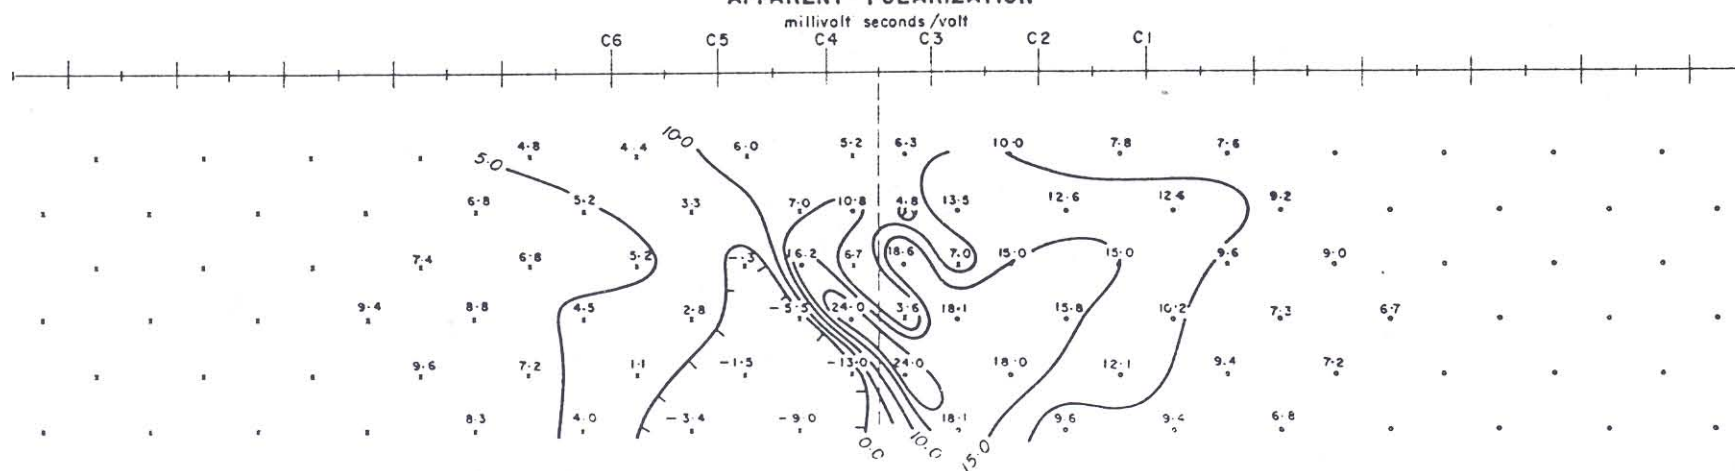 APPARENT POLARIZATION
millivolt seconds/volt
C6 C5 C4 C3 C2 C1
4.8 4.4 10.0 6.0 5.2 6.3 10.0 7.8 7.6
5.0
6.8 5.2 3.3 7.0 10.8 4.8 13.5 12.6 12.4 9.2
7.4 6.8 5.2 -.3 16.2 6.7 18.6 7.0 15.0 15.0 9.6 9.0
9.4 8.8 4.5 2.8 -5.5 24.0 3.6 18.1 15.8 10.2 7.3 6.7
9.6 7.2 1.1 -1.5 -13.0 24.0 18.0 12.1 9.4 7.2
8.3 4.0 -3.4 -9.0 18.1 9.6 9.4 6.8
0.0 10.0 15.0